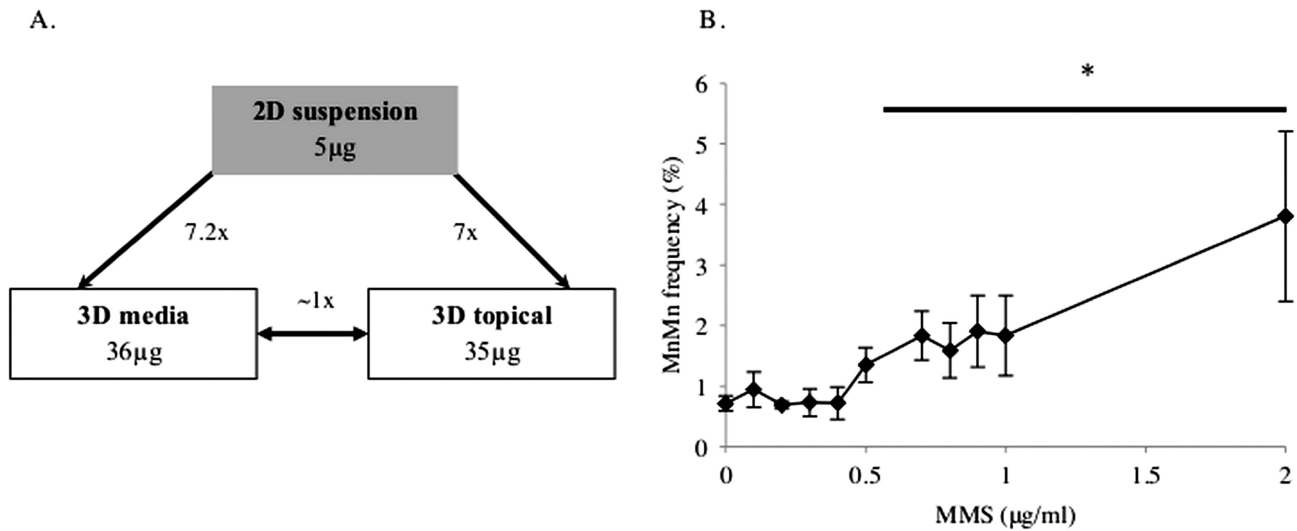 A.
2D suspension
5µg
7.2x
7x
3D media
36µg
~1x
3D topical
35µg
B.
*
6
5
4
3
2
1
0
MnMn frequency (%)
0
0.5
1
1.5
2
MMS (µg/ml)